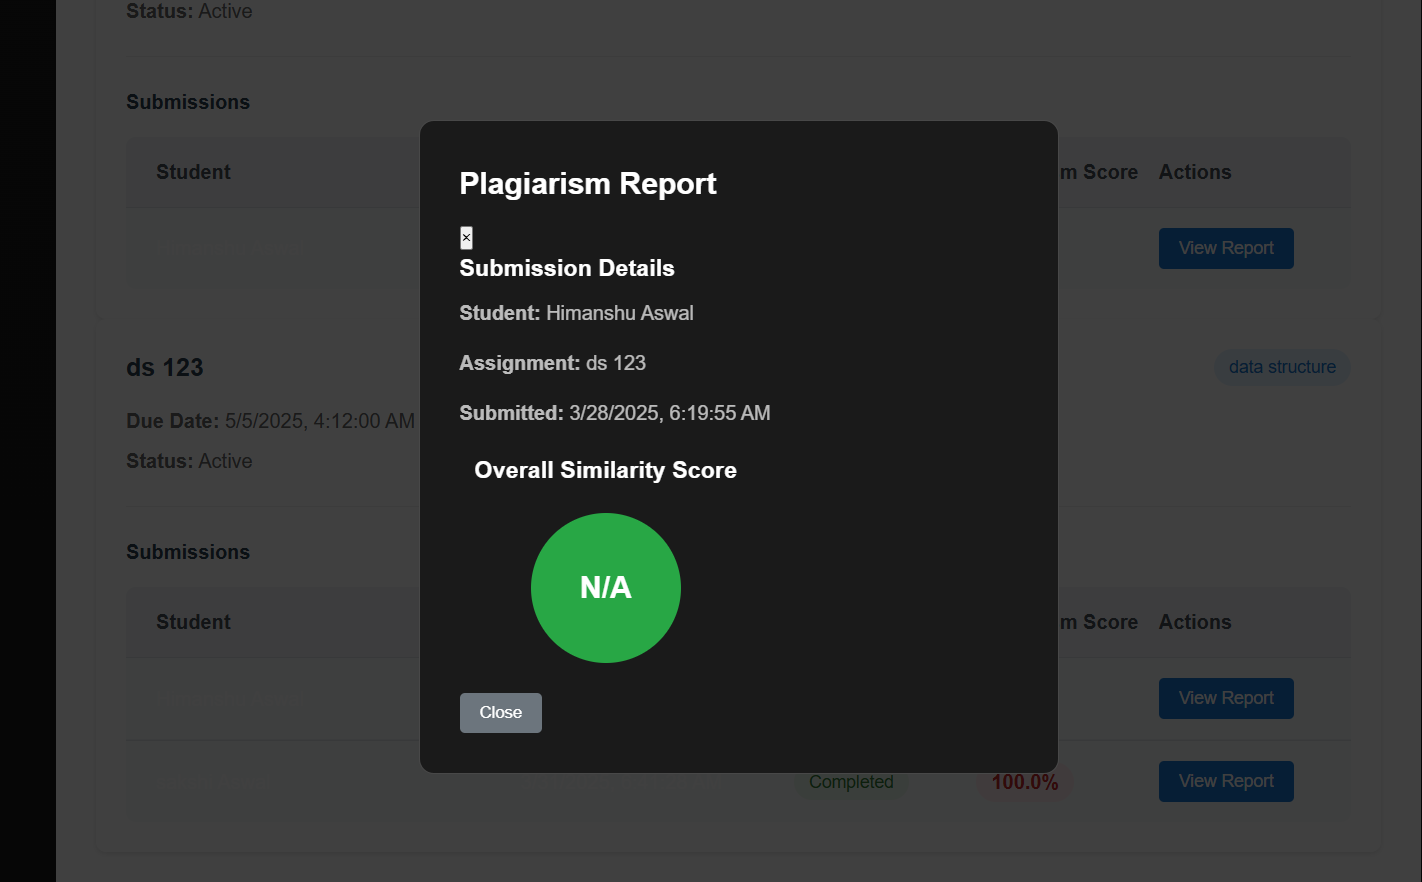 Status: Active
Submissions
Student
m Score Actions
View Report
Plagiarism Report
×
Submission Details
Student: Himanshu Aswal
Assignment: ds 123
Submitted: 3/28/2025, 6:19:55 AM
Overall Similarity Score
N/A
Close
ds 123
data structure
Due Date: 5/5/2025, 4:12:00 AM
Status: Active
Submissions
Student
m Score Actions
View Report
Completed 100.0% View Report